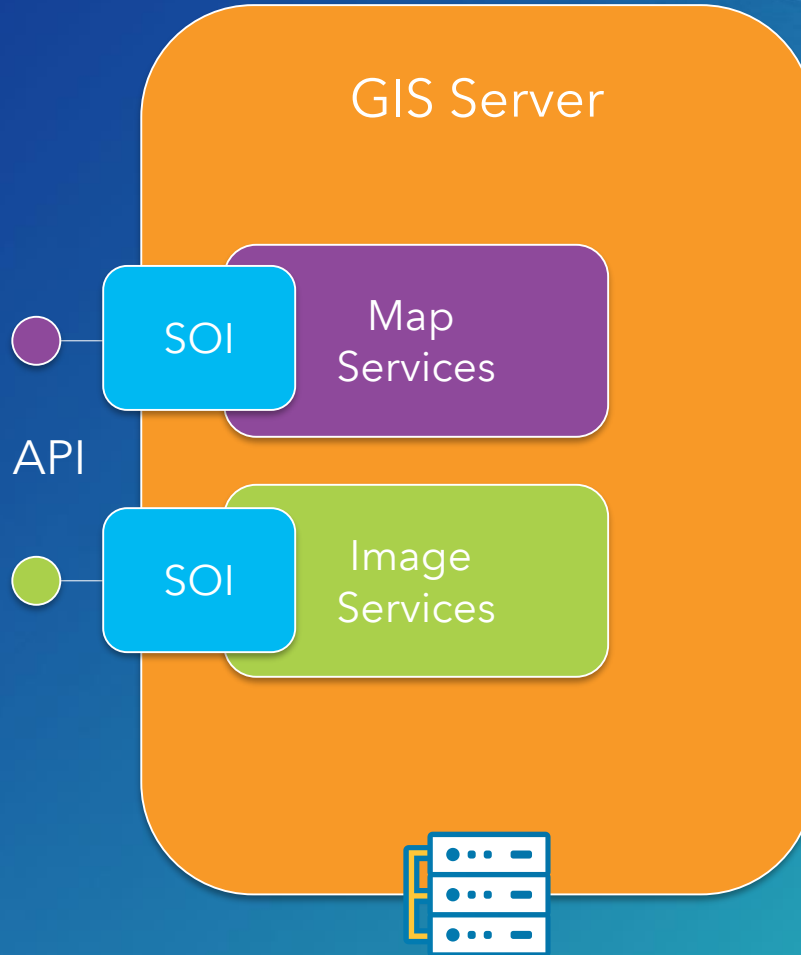 GIS Server
SOI
Map
Services
API
SOI
Image
Services